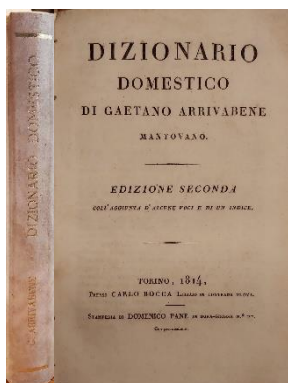 DIZIONARIO DOMESTICO
G. ARRIVABENE
DIZIONARIO
DOMESTICO
DI GAETANO ARRIVABENE
MANTOVANO.
EDIZIONE SECONDA
COLL'AGGIUNTA D'ALCUNE VOCI E DI UN INDICE.
TORINO, 1814,
Presso CARLO BOCCA
Stamperia di DOMENICO PANE